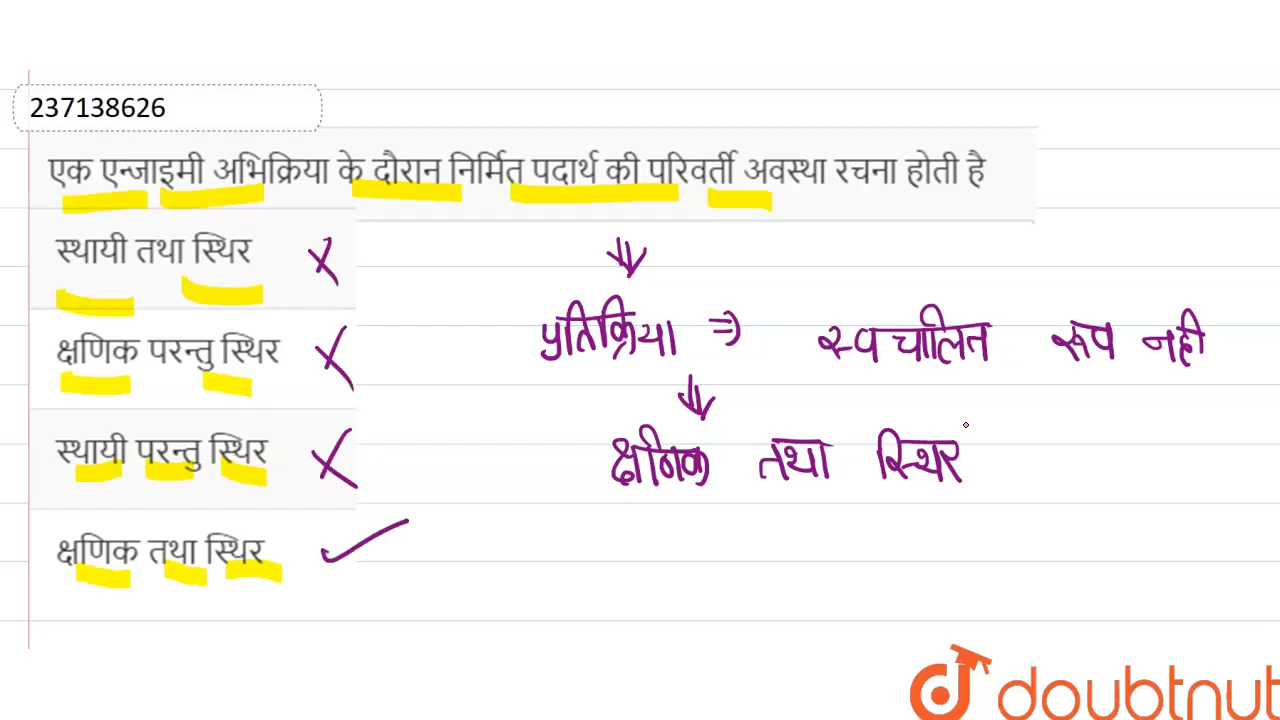 237138626
एक एन्जाइमी अभिक्रिया के दौरान निर्मित पदार्थ की परिवर्ती अवस्था रचना होती है
स्थायी तथा स्थिर
क्षणिक परन्तु स्थिर
स्थायी परन्तु स्थिर
क्षणिक तथा स्थिर
प्रतिक्रिया ⇒ स्वचालित रूप नही
क्षणिक तथा स्थिर
doubtnut